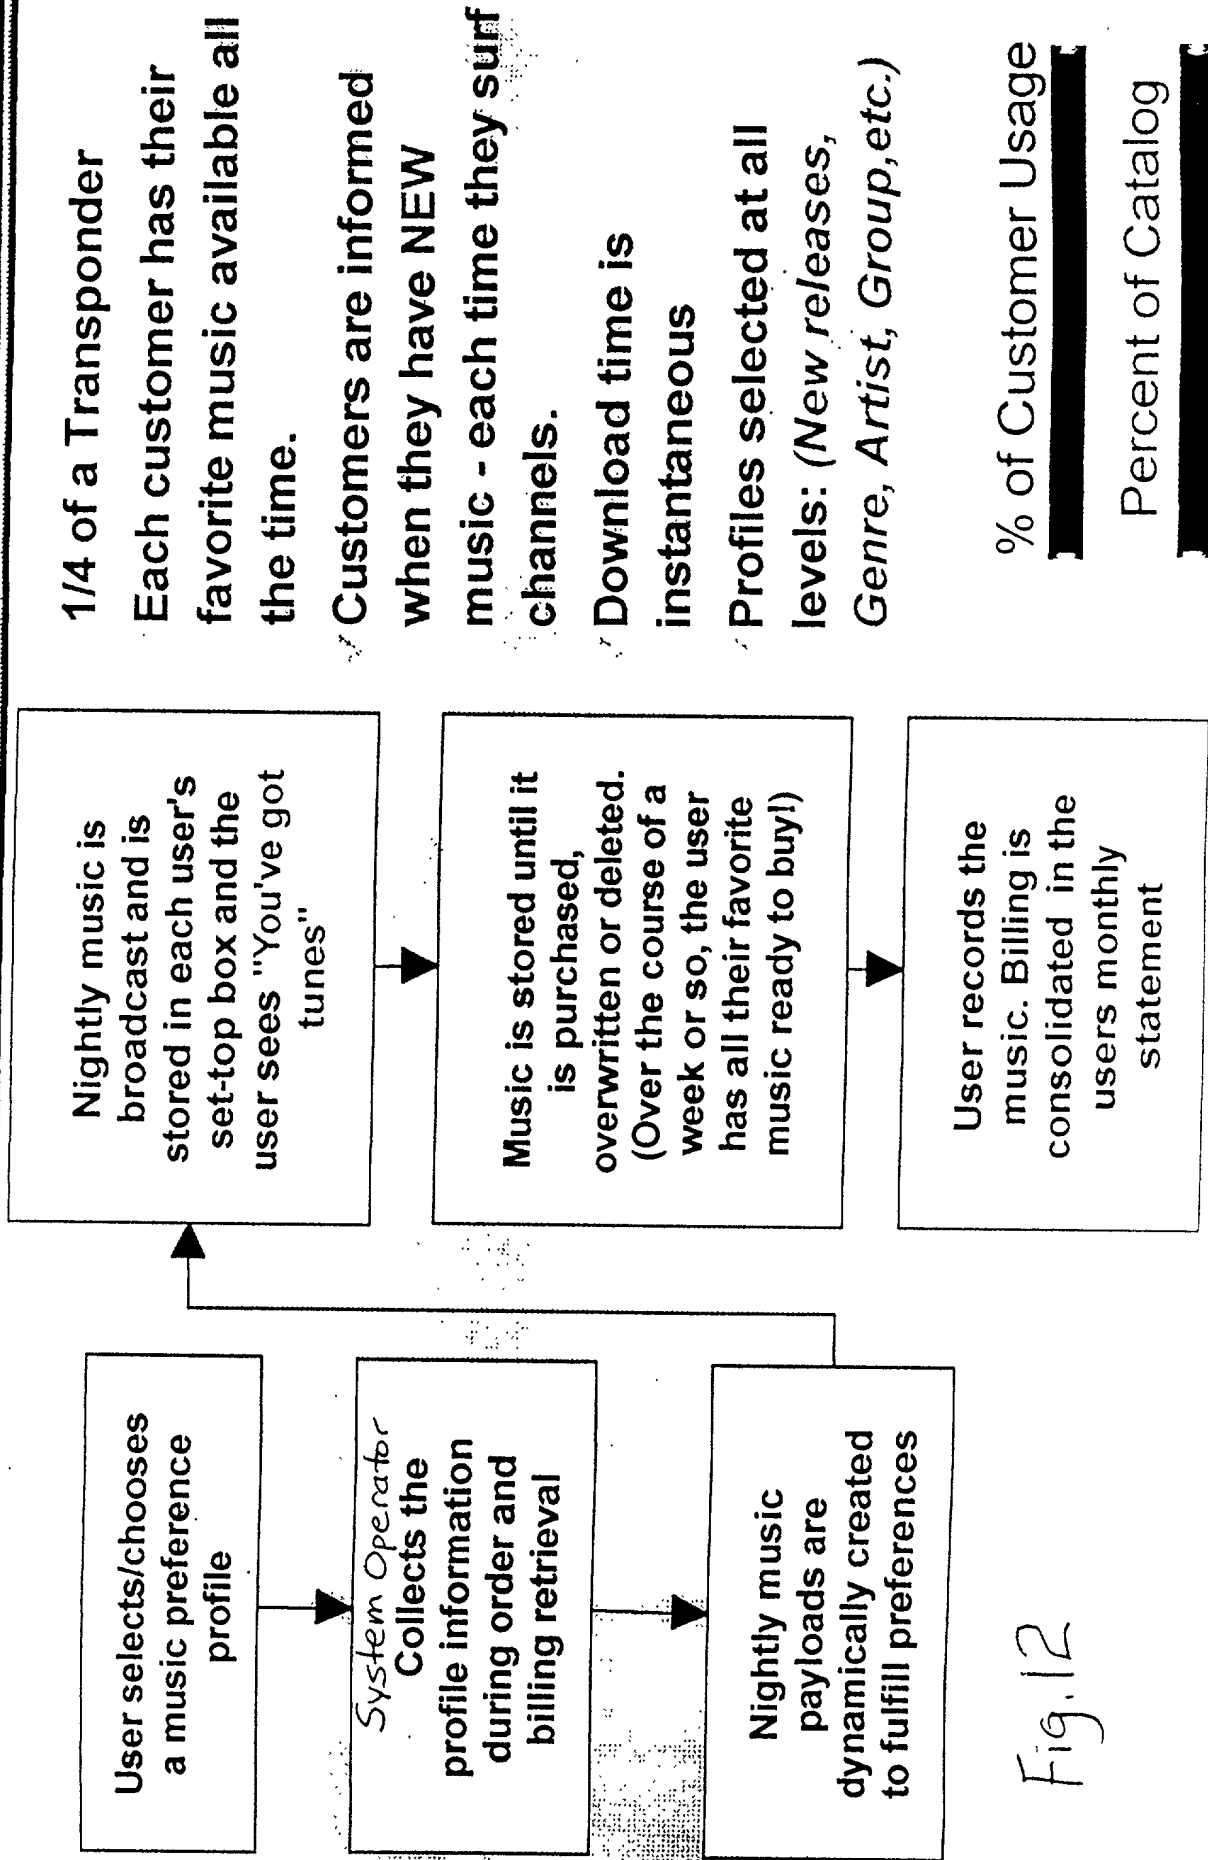 User selects/chooses
a music preference
profile
System Operator
Collects the
profile information
during order and
billing retrieval
Nightly music
payloads are
dynamically created
to fulfill preferences
Nightly music is
broadcast and is
stored in each user's
set-top box and the
user sees "You've got
tunes"
Music is stored until it
is purchased,
overwritten or deleted.
(Over the course of a
week or so, the user
has all their favorite
music ready to buy!)
User records the
music. Billing is
consolidated in the
users monthly
statement
1/4 of a Transponder
Each customer has their
favorite music available all
the time.
Customers are informed
when they have NEW
music - each time they surf
channels.
Download time is
instantaneous
Profiles selected at all
levels: (New releases,
Genre, Artist, Group,etc.)
% of Customer Usage
Percent of Catalog
Fig.12